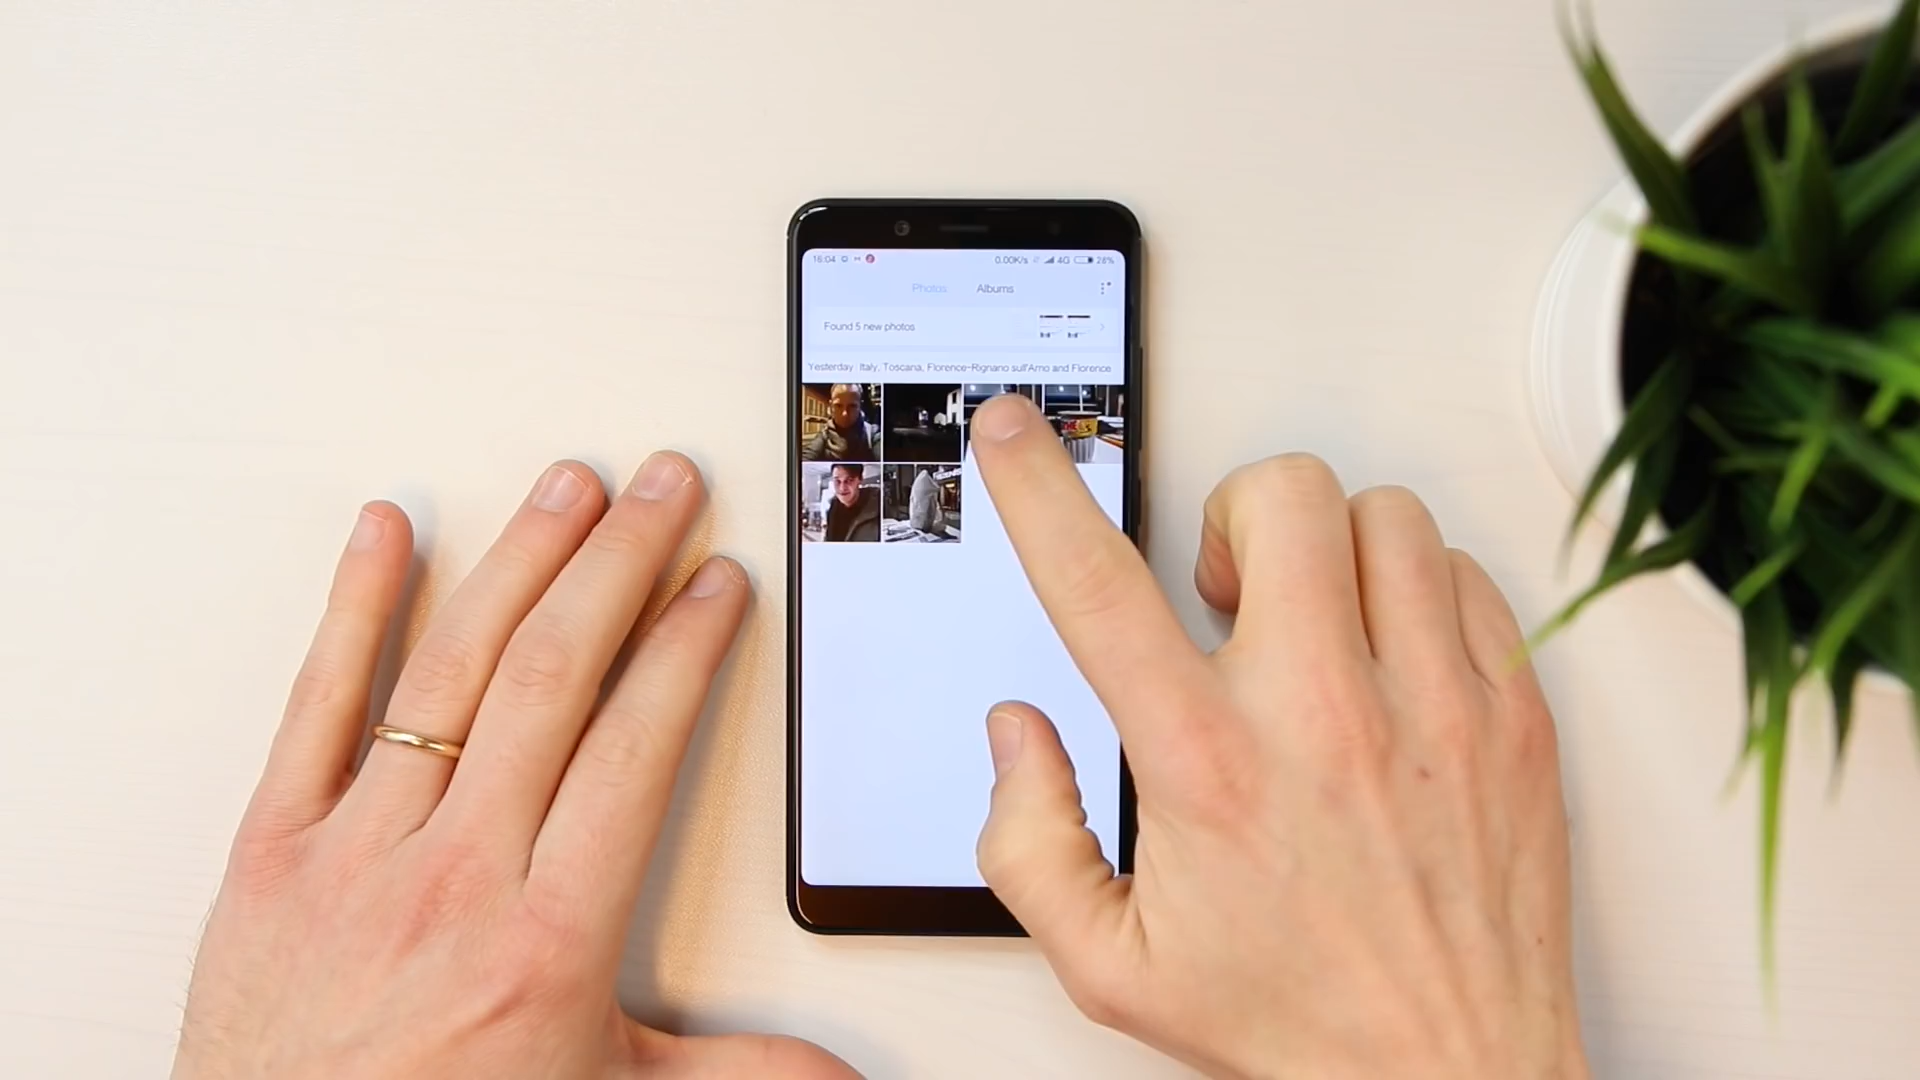 16:04 0.00K/s 4G 28%
Photos Albums
Found 5 new photos
Yesterday Italy, Toscana, Florence-Rignano sull'Arno and Florence
THE